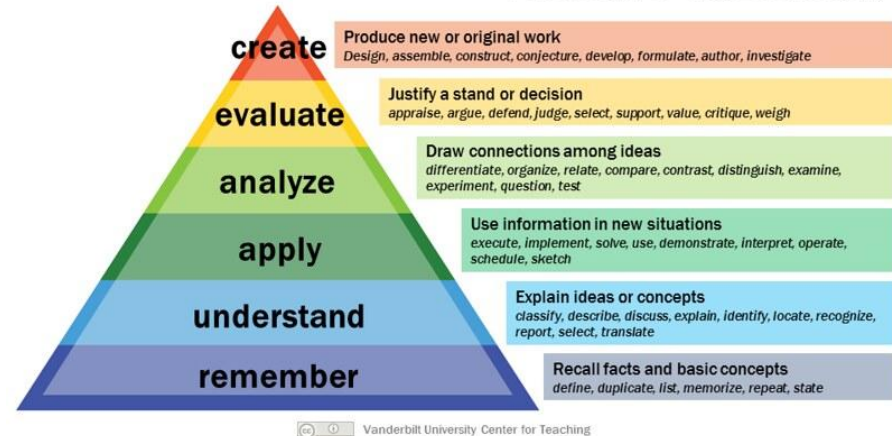 create
Produce new or original work
Design, assemble, construct, conjecture, develop, formulate, author, investigate
evaluate
Justify a stand or decision
appraise, argue, defend, judge, select, support, value, critique, weigh
analyze
Draw connections among ideas
differentiate, organize, relate, compare, contrast, distinguish, examine,
experiment, question, test
apply
Use information in new situations
execute, implement, solve, use, demonstrate, interpret, operate,
schedule, sketch
understand
Explain ideas or concepts
classify, describe, discuss, explain, identify, locate, recognize,
report, select, translate
remember
Recall facts and basic concepts
define, duplicate, list, memorize, repeat, state
cc Vanderbilt University Center for Teaching